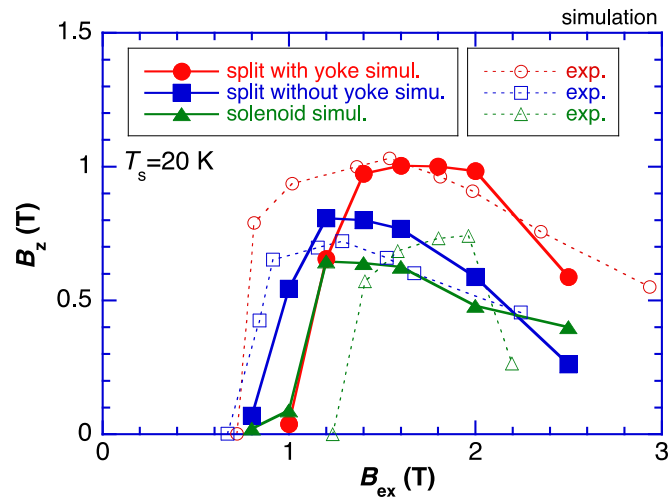 simulation
1.5
split with yoke simul.
exp.
split without yoke simu.
exp.
solenoid simul.
exp.
1
Ts=20 K
Bz (T)
0.5
0
0
1
2
3
Bex (T)